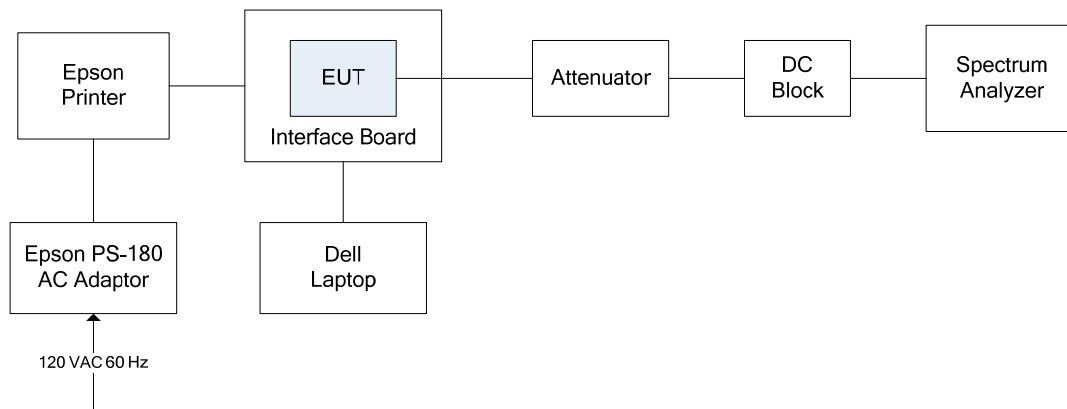 Epson
Printer
EUT
Interface Board
Attenuator
DC
Block
Spectrum
Analyzer
Epson PS-180
AC Adaptor
Dell
Laptop
120 VAC 60 Hz